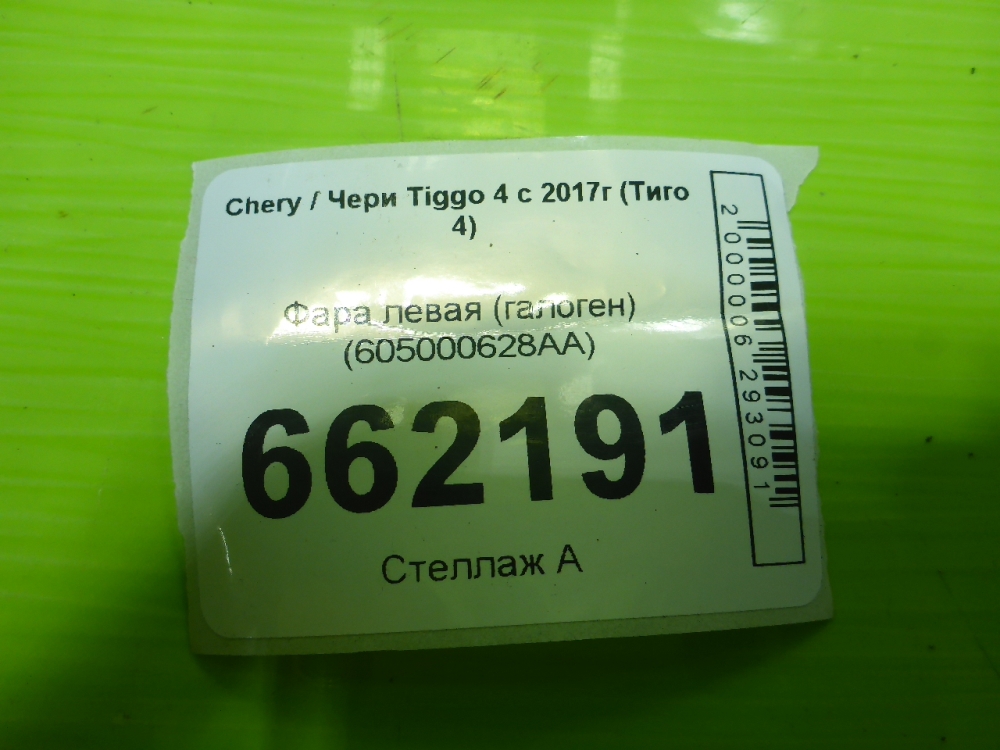 Chery / Чери Tiggo 4 с 2017г (Тиго
4)
Фара левая (галоген)
(605000628AA)
662191
Стеллаж А
2000006293091